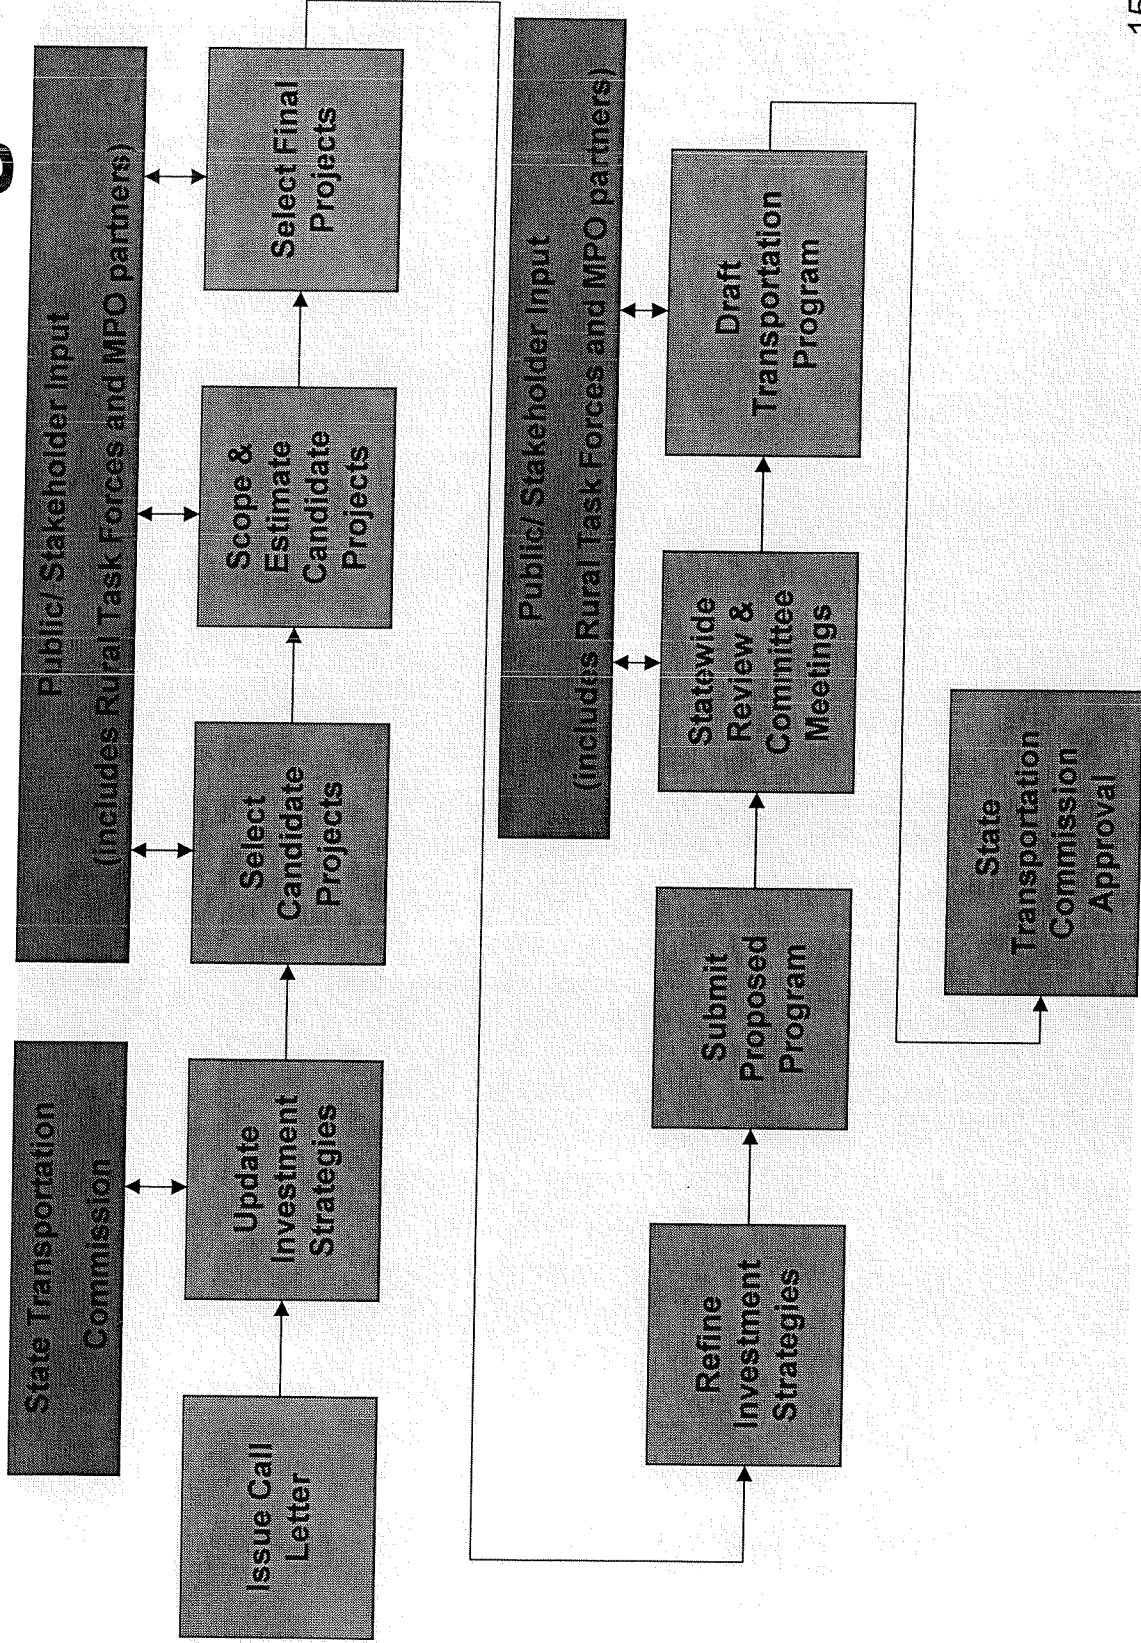 State Transportation
Commission
Public/ Stakeholder Input
(includes Rural Task Forces and MPO partners)
Issue Call
Letter
Update
Investment
Strategies
Select
Candidate
Projects
Scope &
Estimate
Candidate
Projects
Select Final
Projects
Public/ Stakeholder Input
(includes Rural Task Forces and MPO partners)
Refine
Investment
Strategies
Submit
Proposed
Program
Statewide
Review &
Committee
Meetings
Draft
Transportation
Program
State
Transportation
Commission
Approval
15